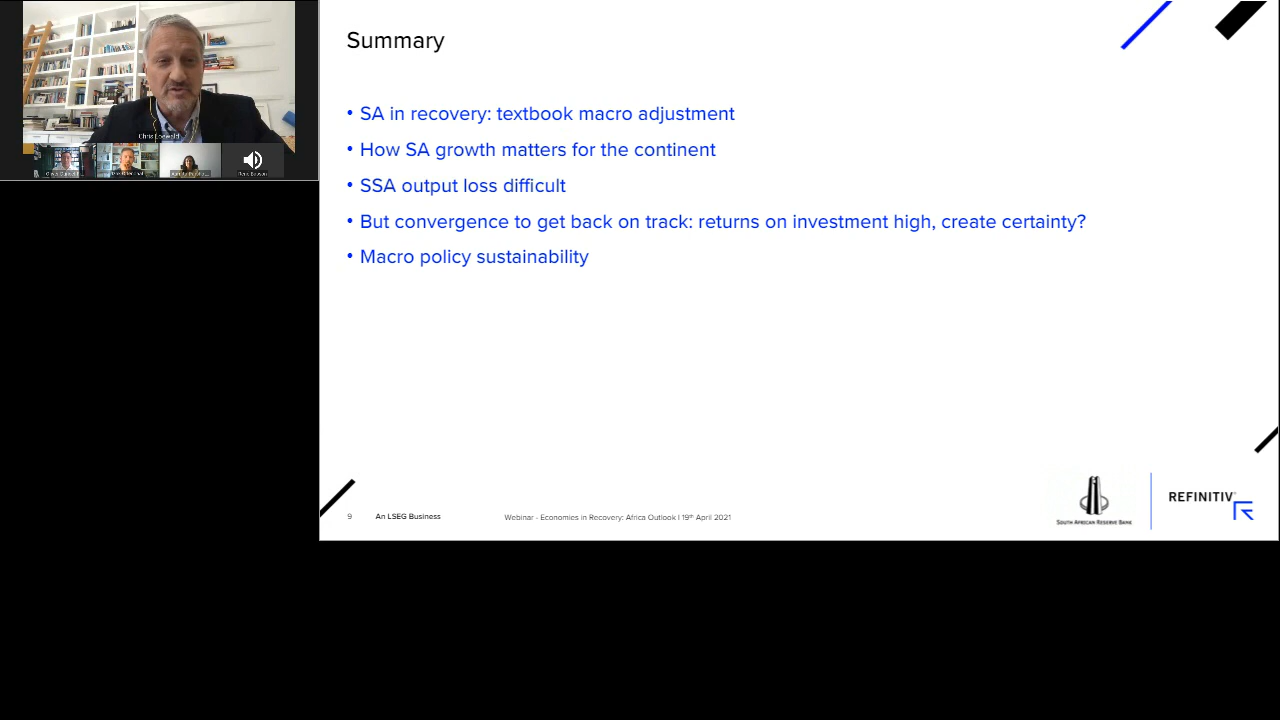 Summary
• SA in recovery: textbook macro adjustment
• How SA growth matters for the continent
• SSA output loss difficult
• But convergence to get back on track: returns on investment high, create certainty?
• Macro policy sustainability
Chris Loewald
9 An LSEG Business Webinar - Economies in Recovery: Africa Outlook I 19th April 2021
SOUTH AFRICAN RESERVE BANK
REFINITIV